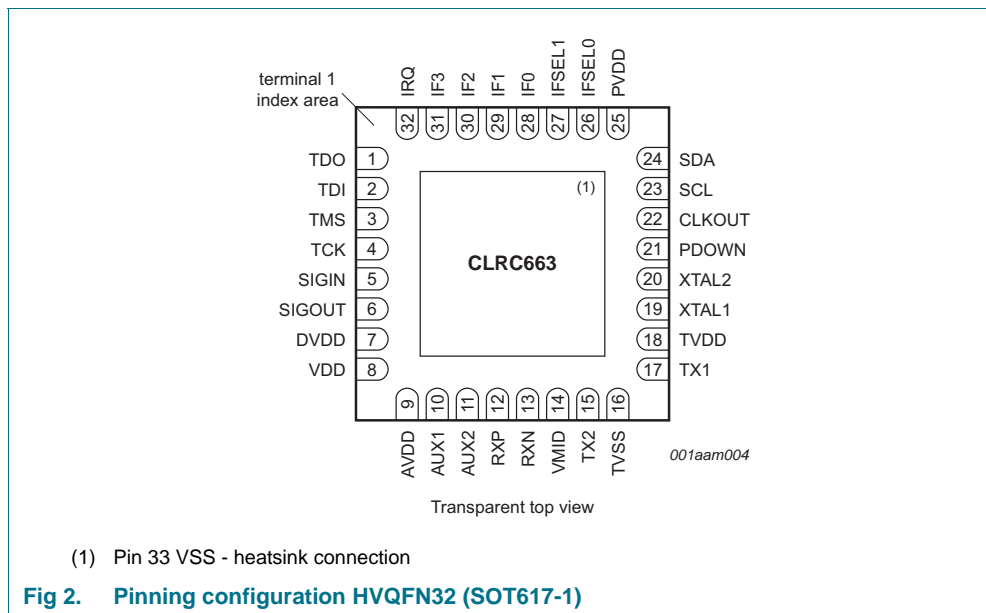 terminal 1
index area
IRQ
IF3
IF2
IF1
IF0
IFSEL1
IFSEL0
PVDD
32
31
30
29
28
27
26
25
TDO 1
TDI 2
TMS 3
TCK 4
SIGIN 5
SIGOUT 6
DVDD 7
VDD 8
(1)
CLRC663
24 SDA
23 SCL
22 CLKOUT
21 PDOWN
20 XTAL2
19 XTAL1
18 TVDD
17 TX1
9
10
11
12
13
14
15
16
AVDD
AUX1
AUX2
RXP
RXN
VMID
TX2
TVSS
001aam004
Transparent top view
(1) Pin 33 VSS - heatsink connection
Fig 2. Pinning configuration HVQFN32 (SOT617-1)